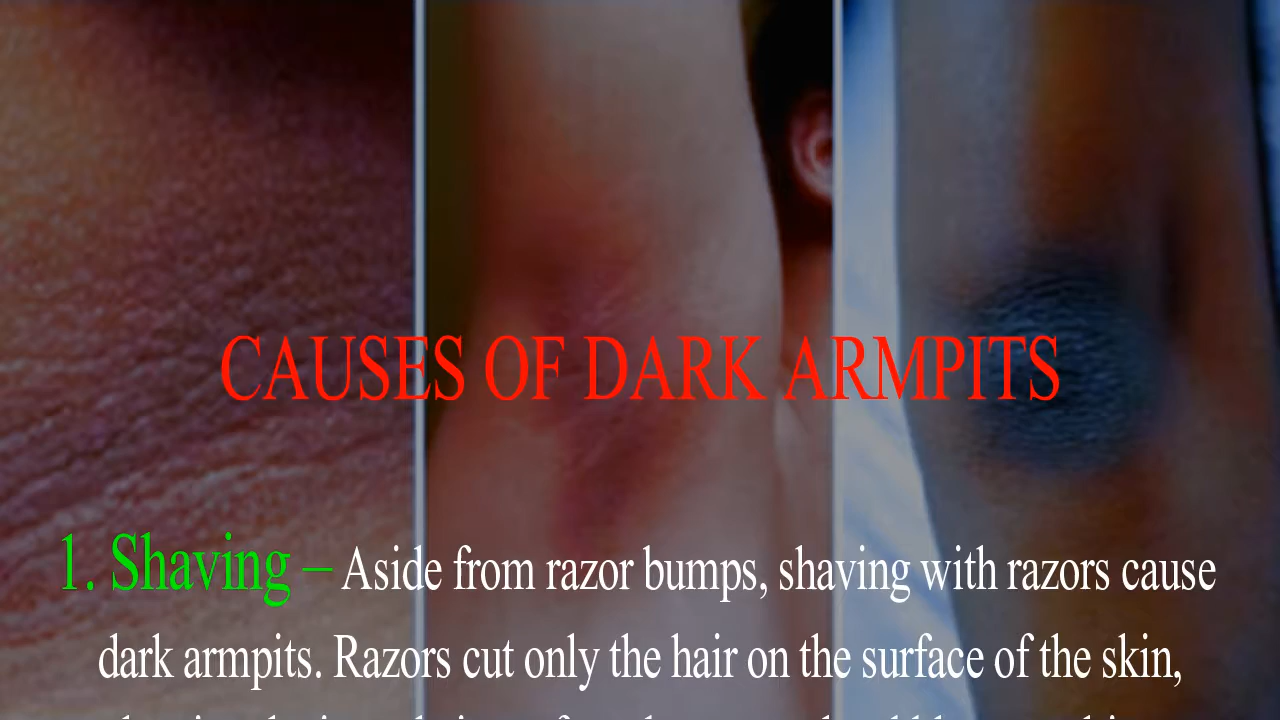 CAUSES OF DARK ARMPITS
1. Shaving – Aside from razor bumps, shaving with razors cause
dark armpits. Razors cut only the hair on the surface of the skin,